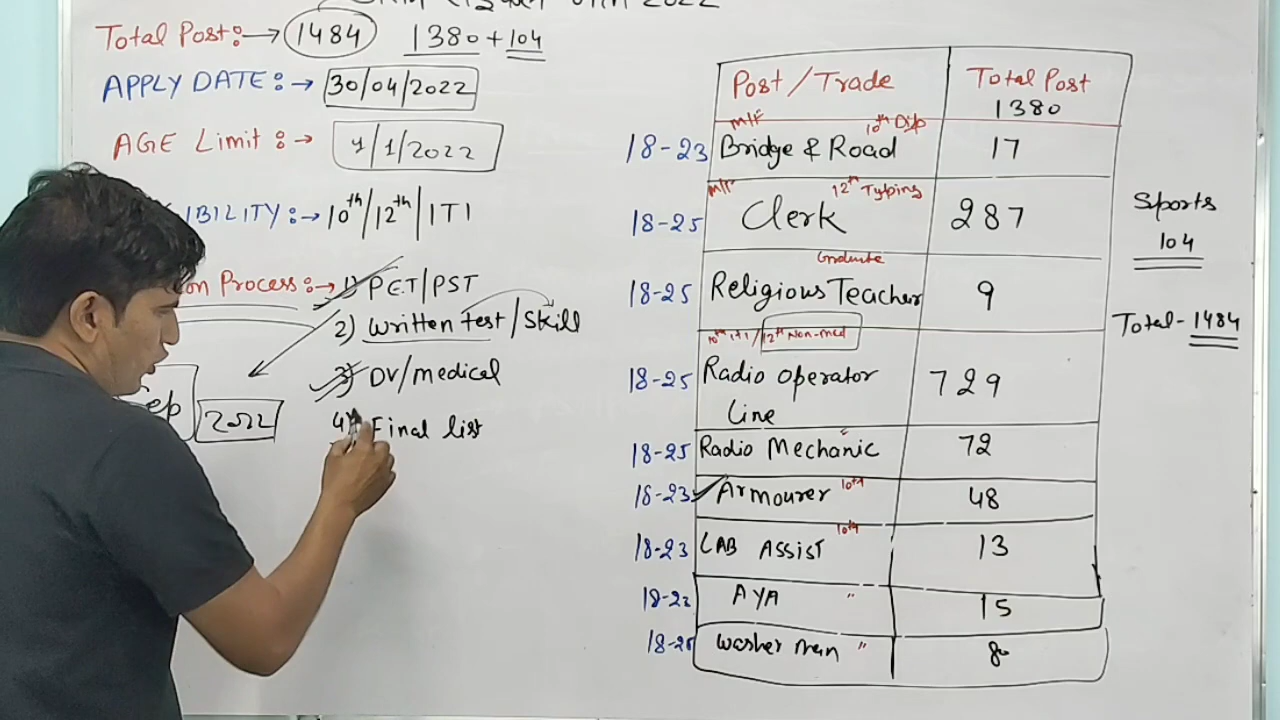 Total Post:→ 1484 1380 + 104
APPLY DATE:→ 30/04/2022
AGE Limit:→ 1/1/2022
IBILITY:→ 10th/12th/ITI
on Process:→ 1) PET/PST
2) written test/skill
3) DV/medical
4) Final list
ep 2022
Post/Trade Total Post
1380
M/F 10th Dip
18-23 Bridge & Road 17
M/F 12th Typing
18-25 Clerk 287
Graduate
18-25 Religious Teacher 9
10th ITI/12th Non-med
18-25 Radio operator 729
Line
18-25 Radio Mechanic " 72
18-23 Armourer 10th 48
18-23 LAB ASSIST 10th 13
AYA " 15
washer man " 80
Sports
104
Total - 1484